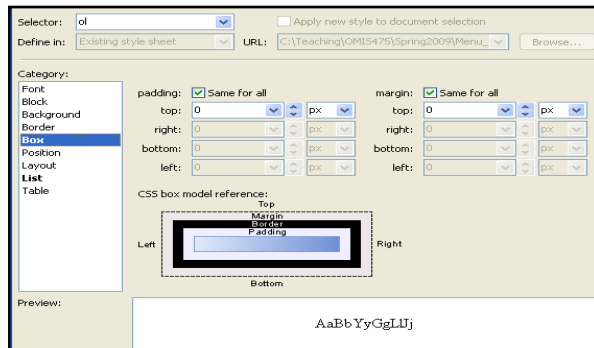 Selector: ol Apply new style to document selection
Define in: Existing style sheet URL: C:\Teaching\OMIS475\Spring2009\Menu_ Browse...
Category:
Font
Block
Background
Border
Box
Position
Layout
List
Table
padding: Same for all
top: 0 px
right: 0 px
bottom: 0 px
left: 0 px
margin: Same for all
top: 0 px
right: 0 px
bottom: 0 px
left: 0 px
CSS box model reference:
Top
Margin
Border
Padding
Left
Right
Bottom
Preview:
AaBbYyGgLlJj